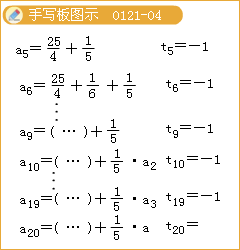 手写板图示 0121-04
a₅=25/4+1/5 t₅=-1
a₆=25/4+1/6+1/5 t₆=-1
⋮
a₉=( … )+1/5 t₉=-1
a₁₀=( … )+1/5·a₂ t₁₀=-1
⋮
a₁₉=( … )+1/5·a₃ t₁₉=-1
a₂₀=( … )+1/5·a t₂₀=